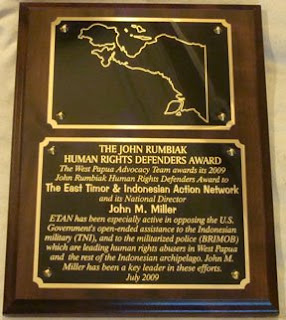 THE JOHN RUMBIAK
HUMAN RIGHTS DEFENDERS AWARD
The West Papua Advocacy Team awards its 2009
John Rumbiak Human Rights Defenders Award to
The East Timor & Indonesian Action Network
and its National Director
John M. Miller
ETAN has been especially active in opposing the U.S.
Government's open-ended assistance to the Indonesian
military (TNI), and to the militarized police (BRIMOB)
which are leading human rights abusers in West Papua
and the rest of the Indonesian archipelago. John M.
Miller has been a key leader in these efforts.
July 2009